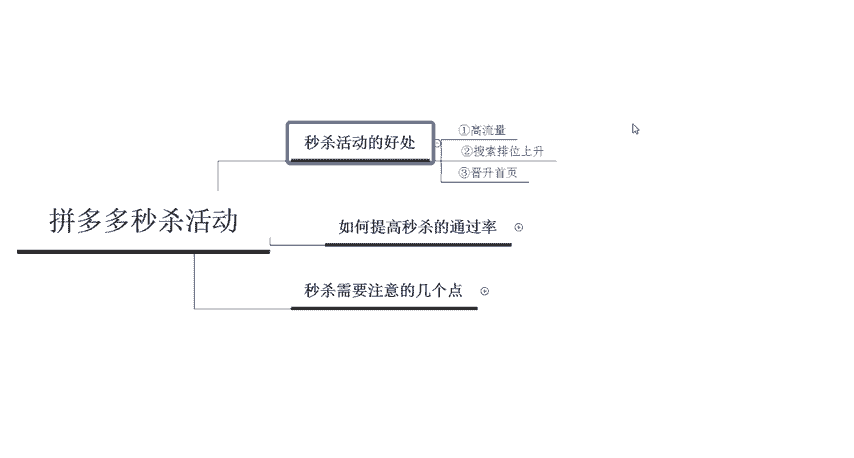 拼多多秒杀活动
秒杀活动的好处
①高流量
②搜索排位上升
③晋升首页
如何提高秒杀的通过率
秒杀需要注意的几个点